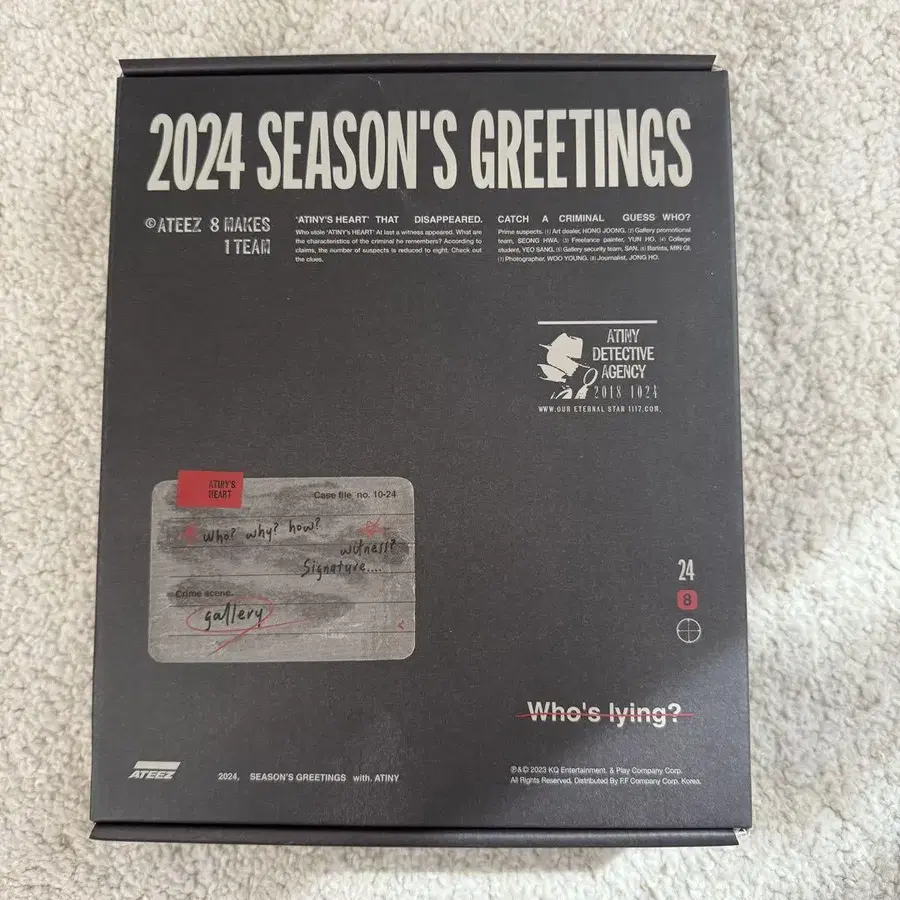 2024 SEASON'S GREETINGS
©ATEEZ 8 MAKES
1 TEAM
'ATINY'S HEART' THAT DISAPPEARED.
Who stole 'ATINY'S HEART' At last a witness appeared. What
are the characteristics of the criminal he remembers? According to
claims, the number of suspects is reduced to eight. Check out
the clues.
CATCH A CRIMINAL GUESS WHO?
Prime suspects. (1) Art dealer, HONG JOONG. (2) Gallery promotional
team, SEONG HWA. (3) Freelance painter, YUN HO. (4) College
student, YEO SANG. (5) Gallery security team, SAN. (6) Barista, MIN GI.
(7) Photographer, WOO YOUNG. (8) Journalist, JONG HO.
ATINY
DETECTIVE
AGENCY
2018 1024
WWW.OUR ETERNAL STAR 1117.COM.
ATINY'S
HEART
Case file no. 10-24
Who? why? how?
witness?
Signature....
Crime scene.
gallery
24
8
Who's lying?
ATEEZ
2024, SEASON'S GREETINGS with. ATINY
℗&© 2023 KQ Entertainment. & Play Company Corp.
All Rights Reserved. Distributed By F.F Company Corp. Korea.